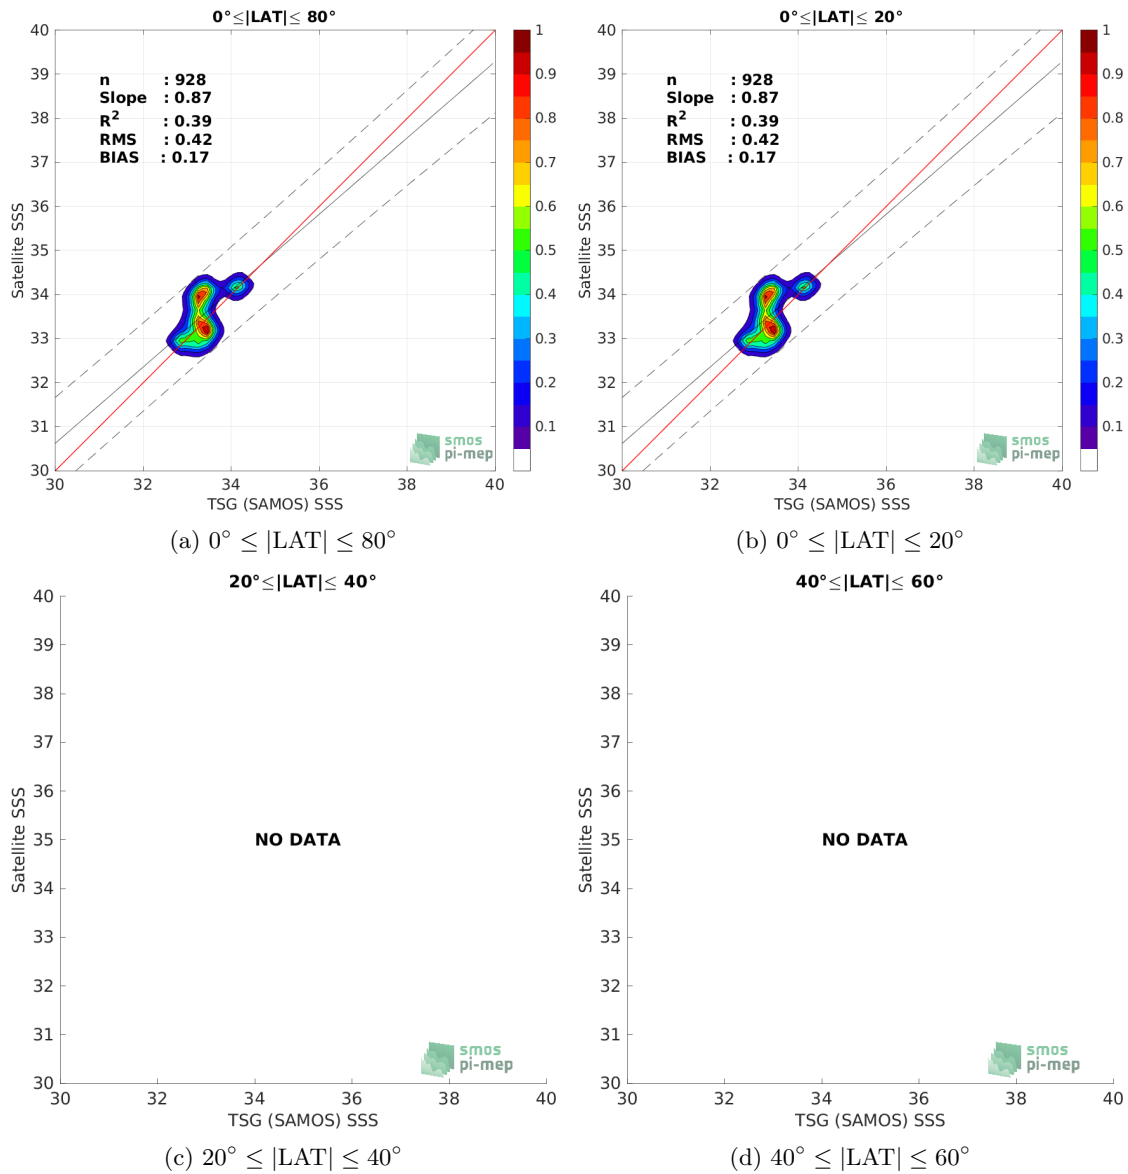 0°≤|LAT|≤ 80°
40
39
38
37
36
35
34
33
32
31
30
Satellite SSS
n : 928
Slope : 0.87
R² : 0.39
RMS : 0.42
BIAS : 0.17
1
0.9
0.8
0.7
0.6
0.5
0.4
0.3
0.2
0.1
smos
pi-mep
30 32 34 36 38 40
TSG (SAMOS) SSS
(a) 0° ≤ |LAT| ≤ 80°
0°≤|LAT|≤ 20°
40
39
38
37
36
35
34
33
32
31
30
Satellite SSS
n : 928
Slope : 0.87
R² : 0.39
RMS : 0.42
BIAS : 0.17
1
0.9
0.8
0.7
0.6
0.5
0.4
0.3
0.2
0.1
smos
pi-mep
30 32 34 36 38 40
TSG (SAMOS) SSS
(b) 0° ≤ |LAT| ≤ 20°
20°≤|LAT|≤ 40°
40
39
38
37
36
35
34
33
32
31
30
Satellite SSS
NO DATA
smos
pi-mep
30 32 34 36 38 40
TSG (SAMOS) SSS
(c) 20° ≤ |LAT| ≤ 40°
40°≤|LAT|≤ 60°
40
39
38
37
36
35
34
33
32
31
30
Satellite SSS
NO DATA
smos
pi-mep
30 32 34 36 38 40
TSG (SAMOS) SSS
(d) 40° ≤ |LAT| ≤ 60°